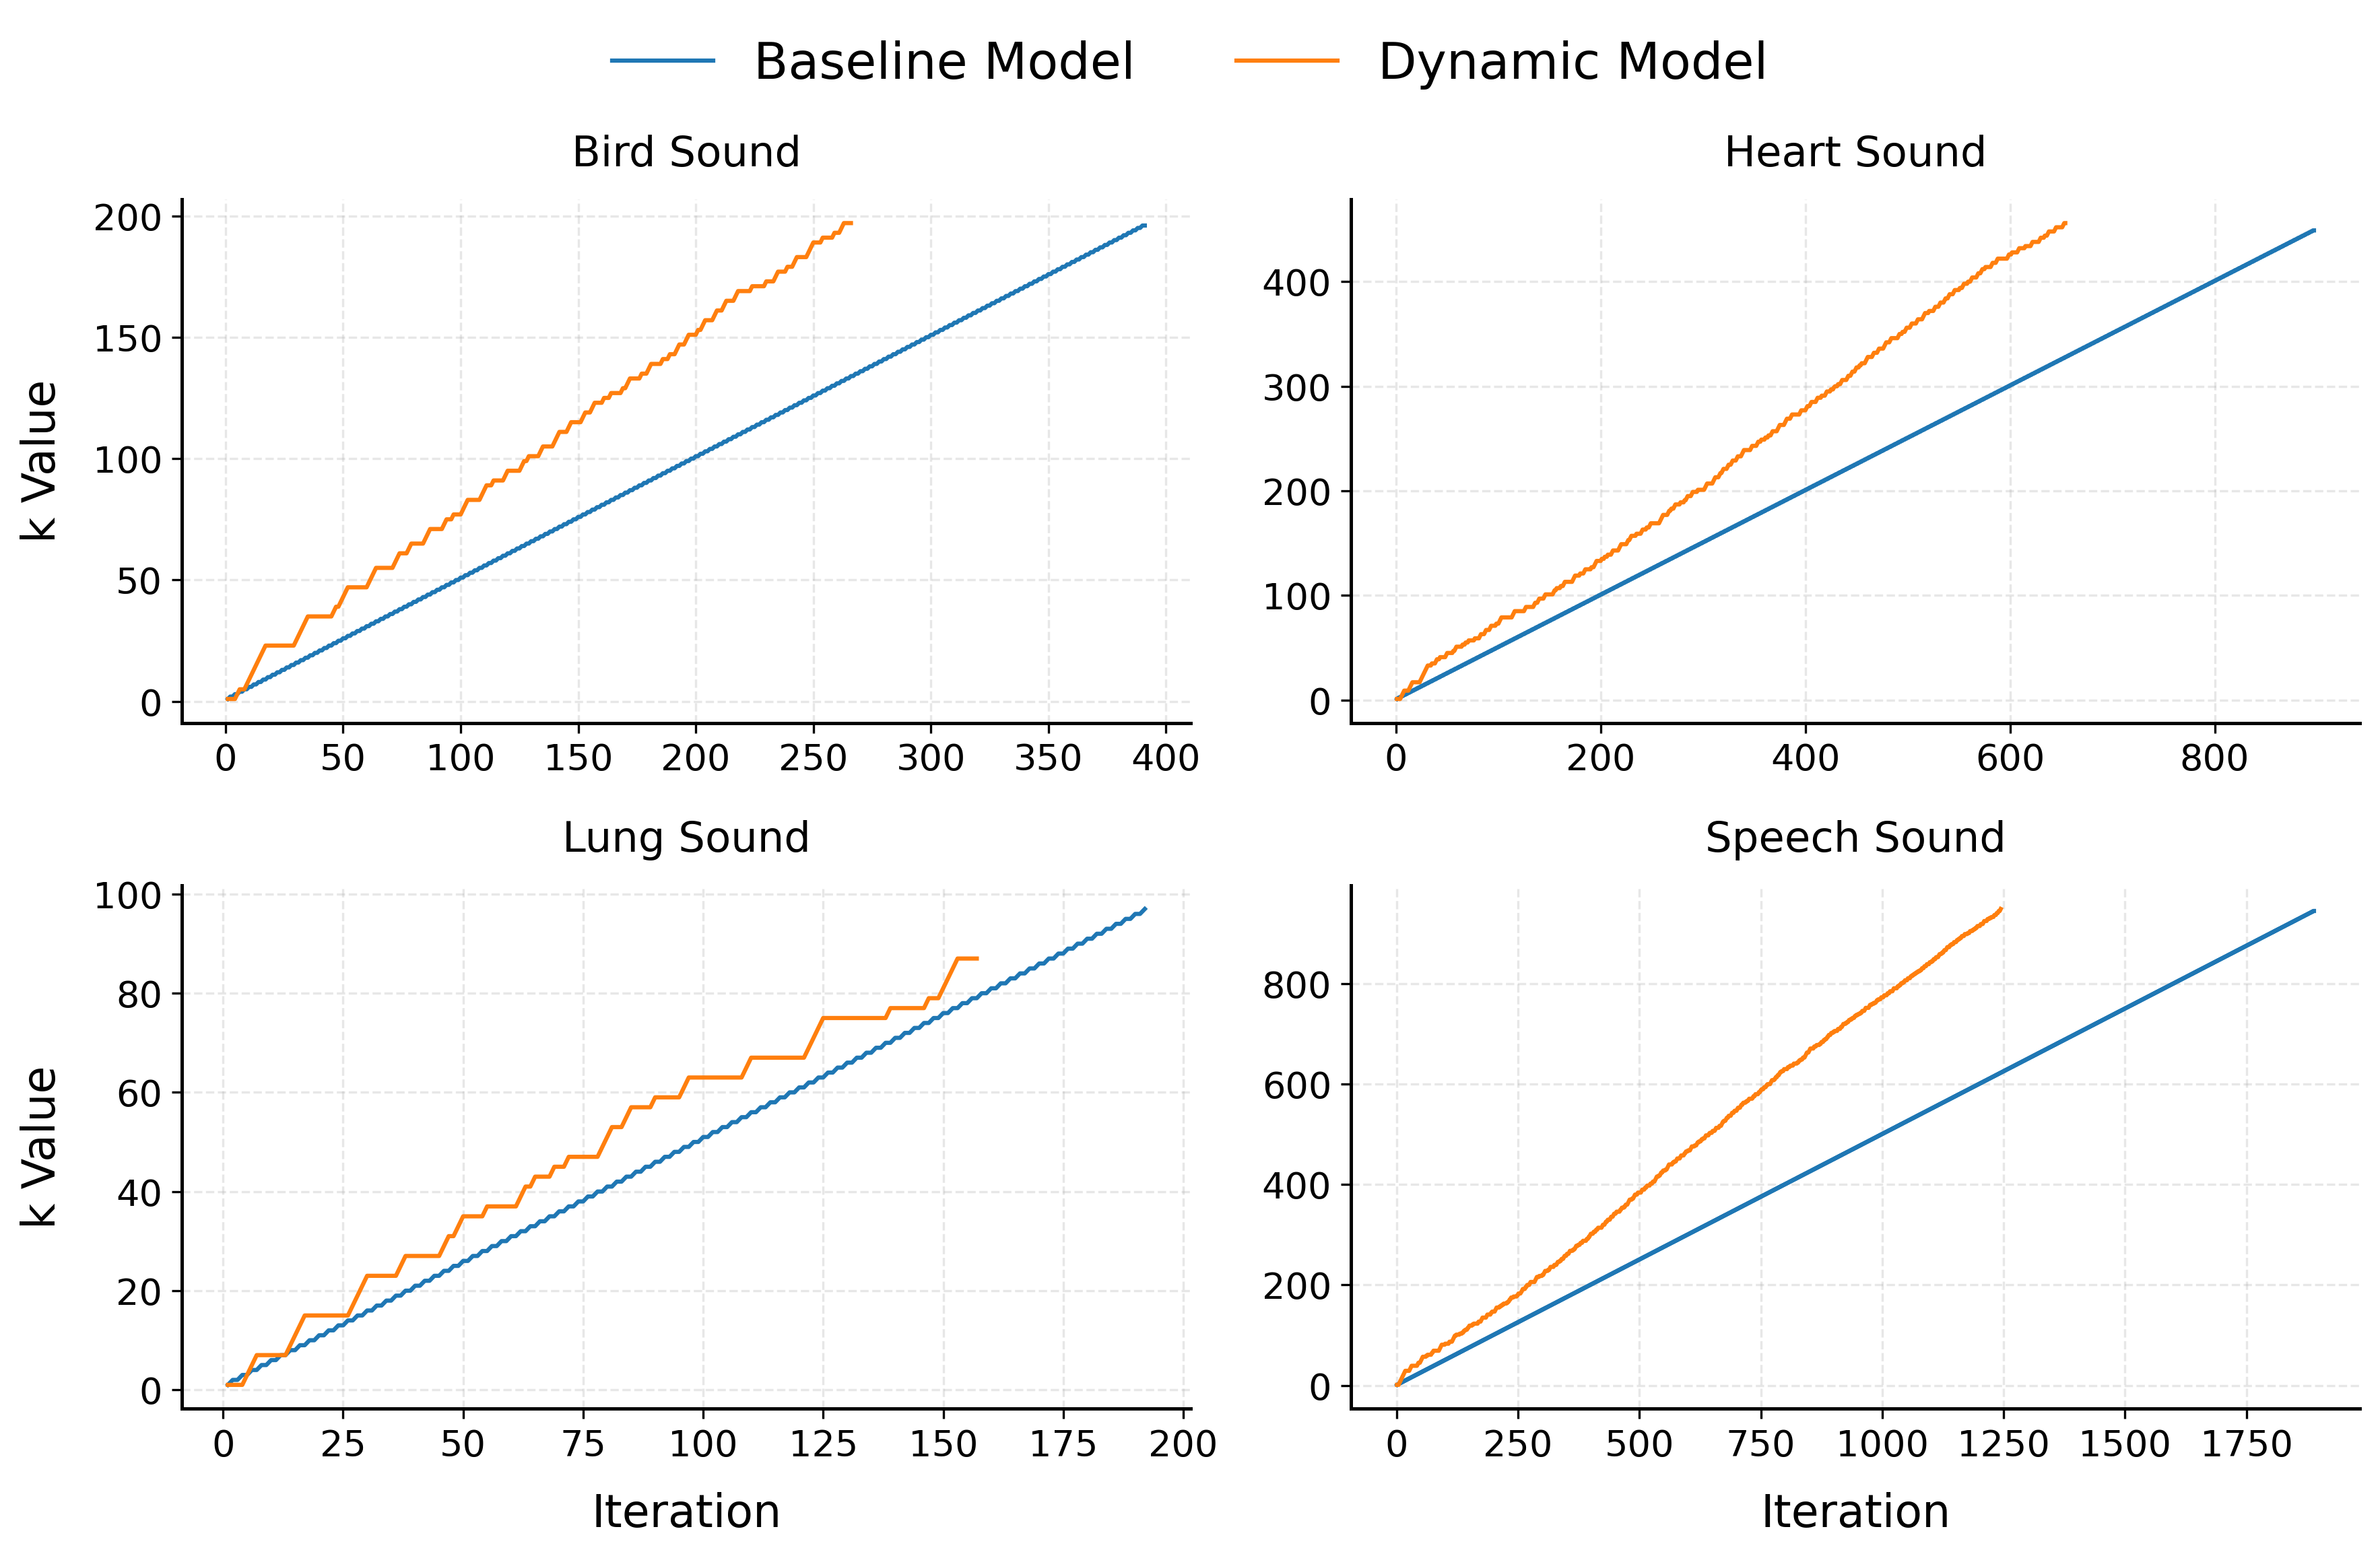 Baseline Model Dynamic Model
Bird Sound
k Value
200
150
100
50
0
0 50 100 150 200 250 300 350 400
Heart Sound
400
300
200
100
0
0 200 400 600 800
Lung Sound
k Value
100
80
60
40
20
0
0 25 50 75 100 125 150 175 200
Iteration
Speech Sound
800
600
400
200
0
0 250 500 750 1000 1250 1500 1750
Iteration